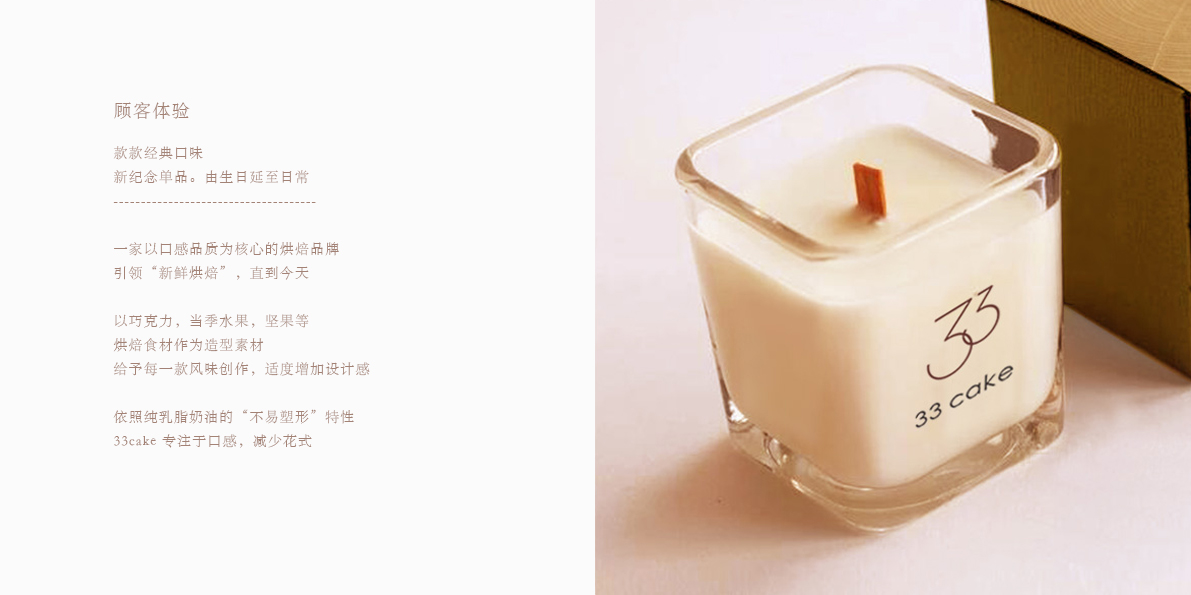 顾客体验
款款经典口味
新纪念单品。由生日延至日常
一家以口感品质为核心的烘焙品牌
引领“新鲜烘焙”，直到今天
以巧克力，当季水果，坚果等
烘焙食材作为造型素材
给予每一款风味创作，适度增加设计感
依照纯乳脂奶油的“不易塑形”特性
33cake 专注于口感，减少花式
33
33 cake